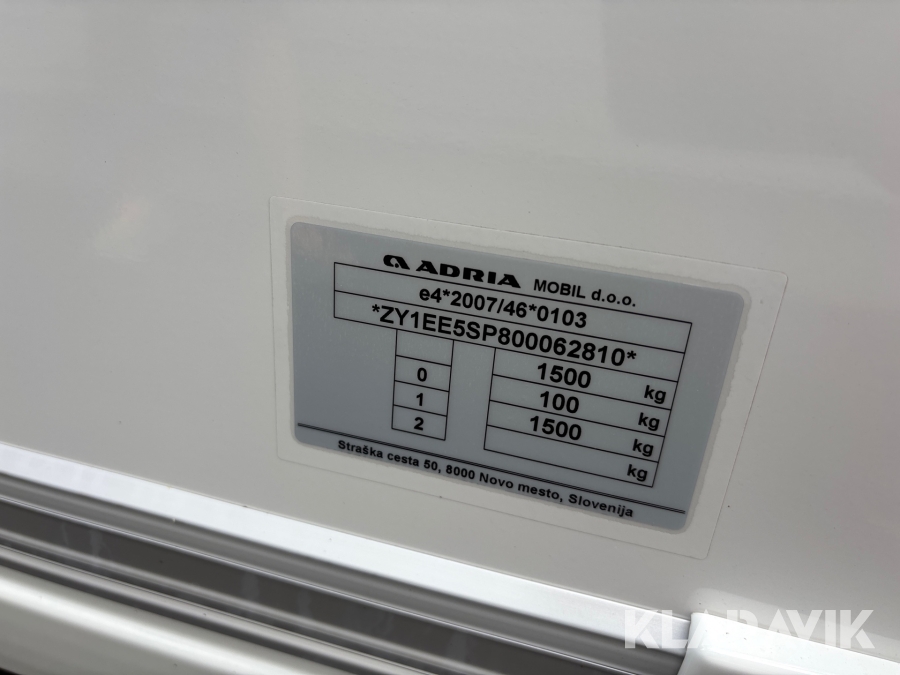 ADRIA MOBIL d.o.o.
e4*2007/46*0103
*ZY1EE5SP800062810*
1500 kg
0 100 kg
1 1500 kg
2 kg
Straška cesta 50, 8000 Novo mesto, Slovenija
KLARAVIK